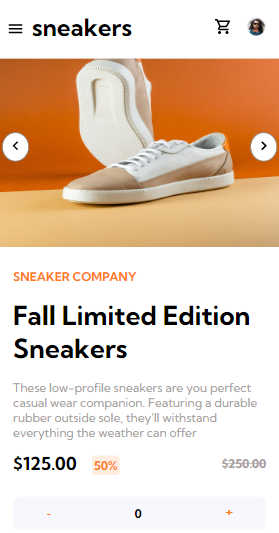 sneakers
SNEAKER COMPANY
Fall Limited Edition
Sneakers
These low-profile sneakers are you perfect
casual wear companion. Featuring a durable
rubber outside sole, they'll withstand
everything the weather can offer
$125.00 50% $250.00
- 0 +